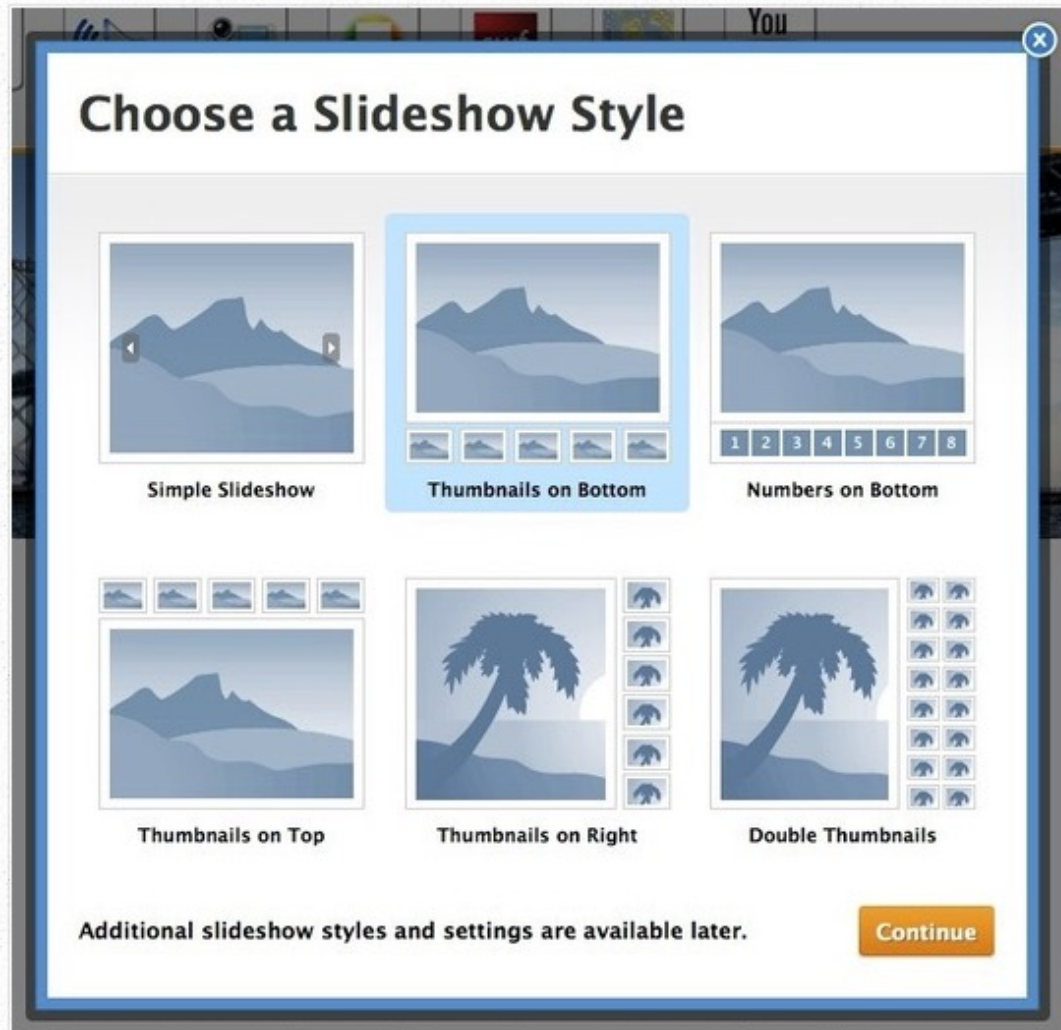 You
Choose a Slideshow Style
1 2 3 4 5 6 7 8
Simple Slideshow
Thumbnails on Bottom
Numbers on Bottom
Thumbnails on Top
Thumbnails on Right
Double Thumbnails
Additional slideshow styles and settings are available later.
Continue